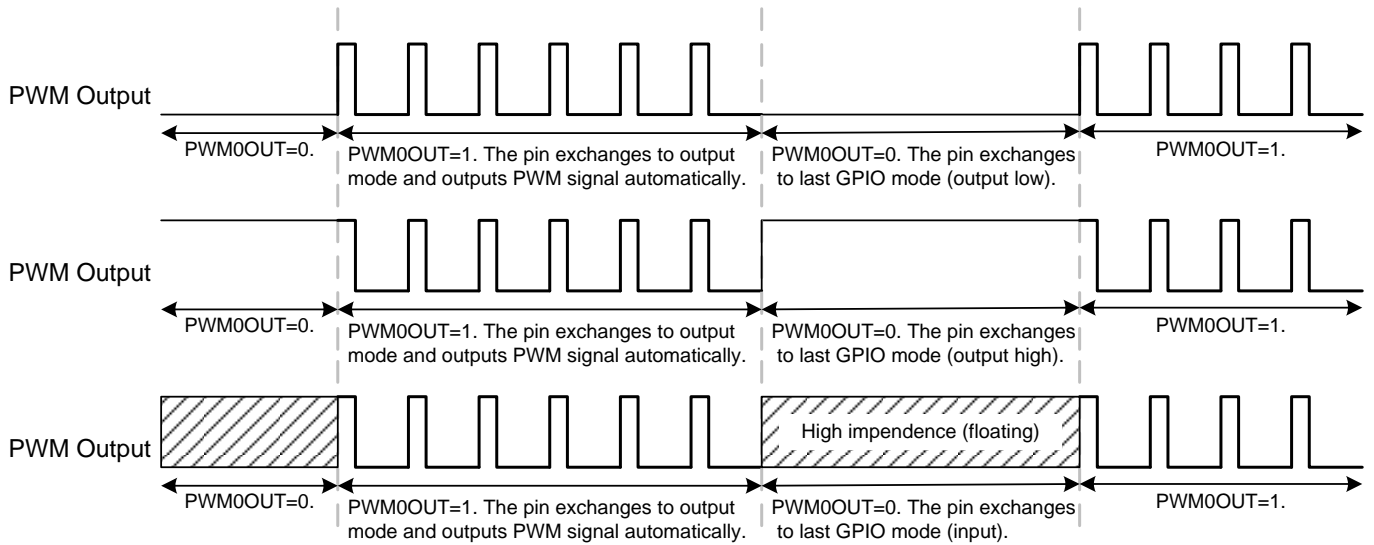 PWM Output
PWM0OUT=0.
PWM0OUT=1. The pin exchanges to output
mode and outputs PWM signal automatically.
PWM0OUT=0. The pin exchanges
to last GPIO mode (output low).
PWM0OUT=1.
PWM Output
PWM0OUT=0.
PWM0OUT=1. The pin exchanges to output
mode and outputs PWM signal automatically.
PWM0OUT=0. The pin exchanges
to last GPIO mode (output high).
PWM0OUT=1.
PWM Output
High impendence (floating)
PWM0OUT=0.
PWM0OUT=1. The pin exchanges to output
mode and outputs PWM signal automatically.
PWM0OUT=0. The pin exchanges
to last GPIO mode (input).
PWM0OUT=1.